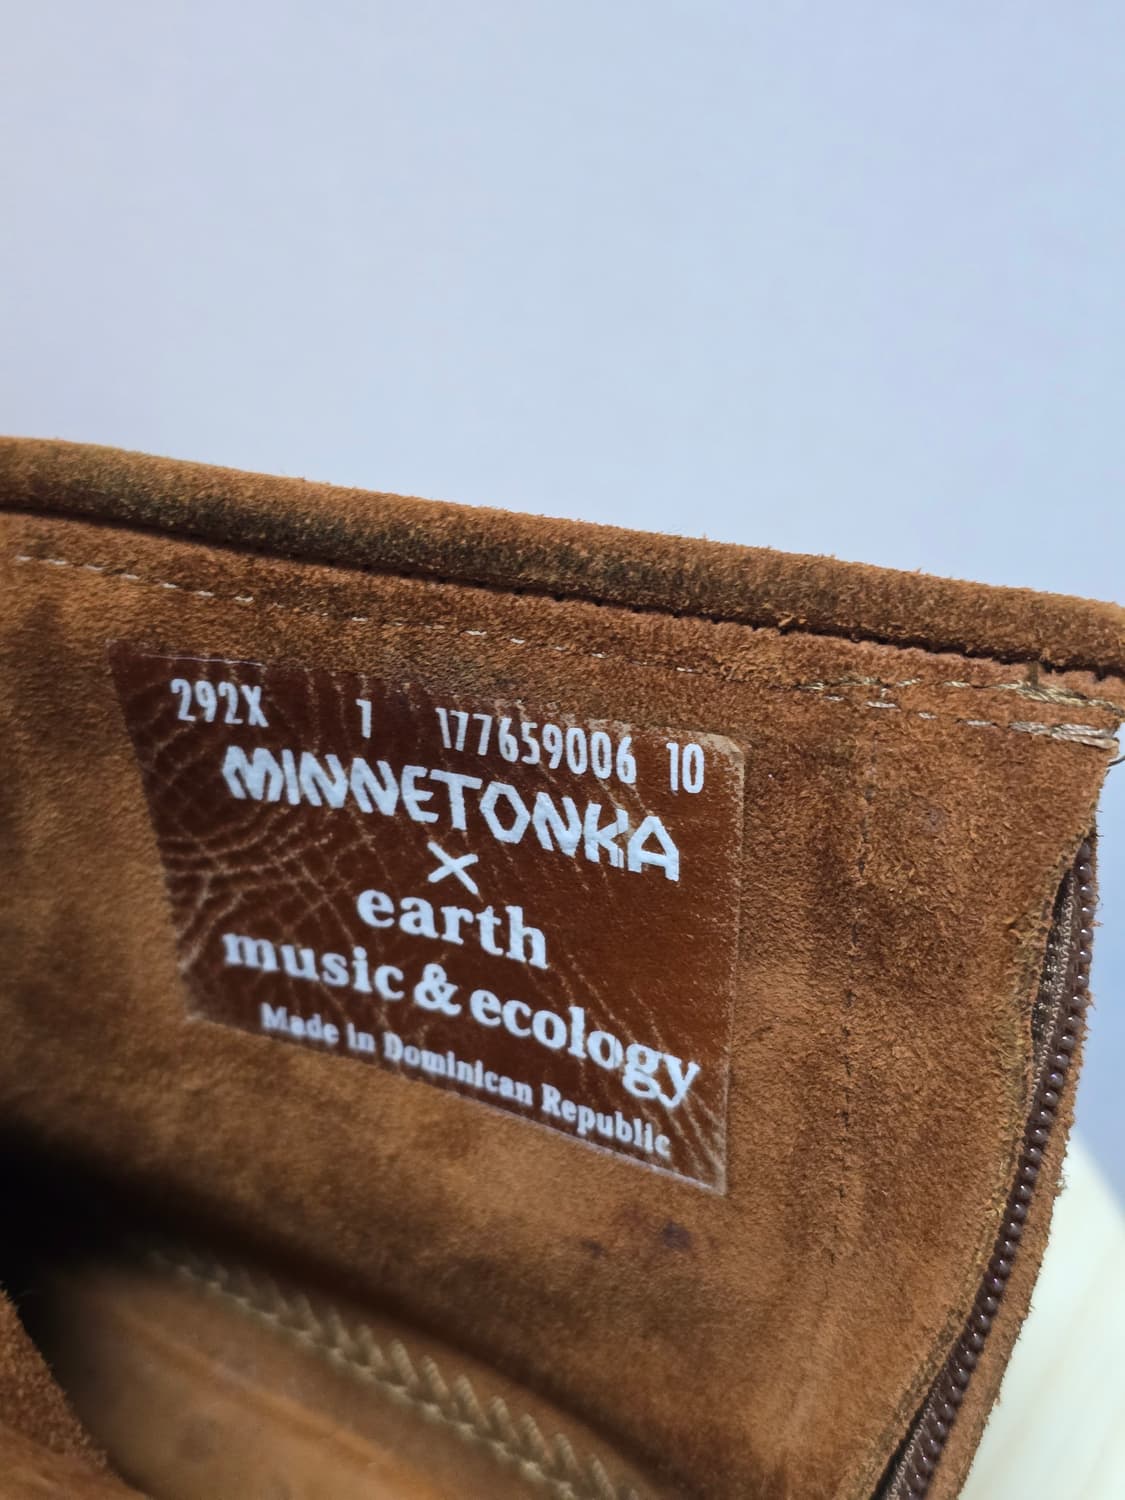 292X 1 177659006 10
MINNETONKA
×
earth
music & ecology
Made in Dominican Republic